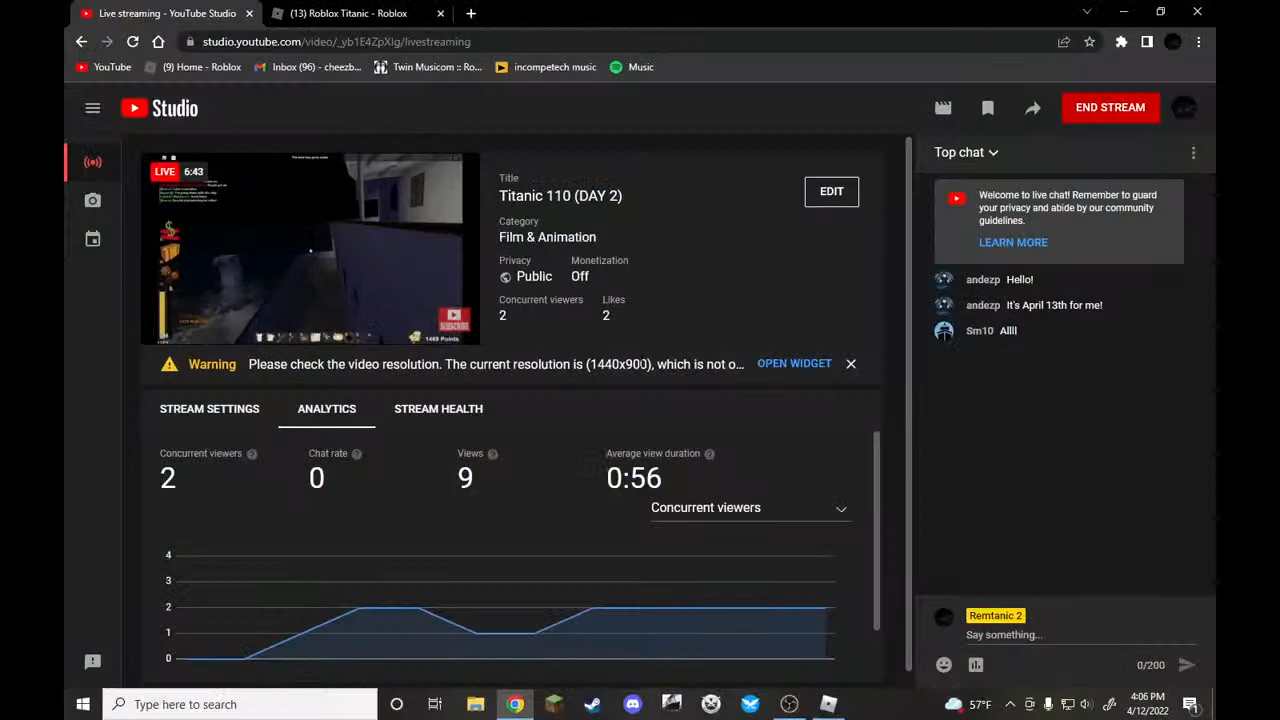 Live streaming - YouTube Studio
(13) Roblox Titanic - Roblox
studio.youtube.com/video/_yb1E4ZpXIg/livestreaming
YouTube
(9) Home - Roblox
Inbox (96) - cheezb...
Twin Musicom :: Ro...
incompetech music
Music
Studio
END STREAM
LIVE 6:43
SUBSCRIBE
1469 Points
Title
Titanic 110 (DAY 2)
EDIT
Category
Film & Animation
Privacy
Monetization
Public
Off
Concurrent viewers
Likes
2
2
Warning Please check the video resolution. The current resolution is (1440x900), which is not o... OPEN WIDGET
STREAM SETTINGS
ANALYTICS
STREAM HEALTH
Concurrent viewers
Chat rate
Views
Average view duration
2
0
9
0:56
Concurrent viewers
4
3
2
1
0
Top chat
Welcome to live chat! Remember to guard
your privacy and abide by our community
guidelines.
LEARN MORE
andezp Hello!
andezp It's April 13th for me!
Sm10 Allll
Remtanic 2
Say something...
0/200
Type here to search
57°F
4:06 PM
4/12/2022